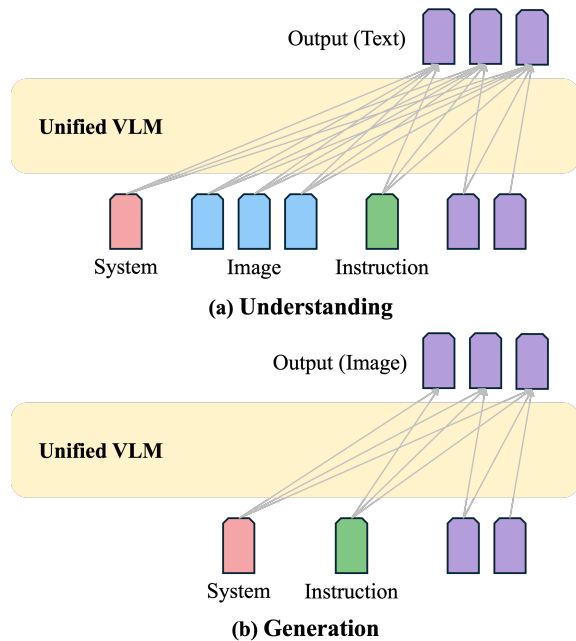 Output (Text)
Unified VLM
System
Image
Instruction
(a) Understanding
Output (Image)
Unified VLM
System
Instruction
(b) Generation